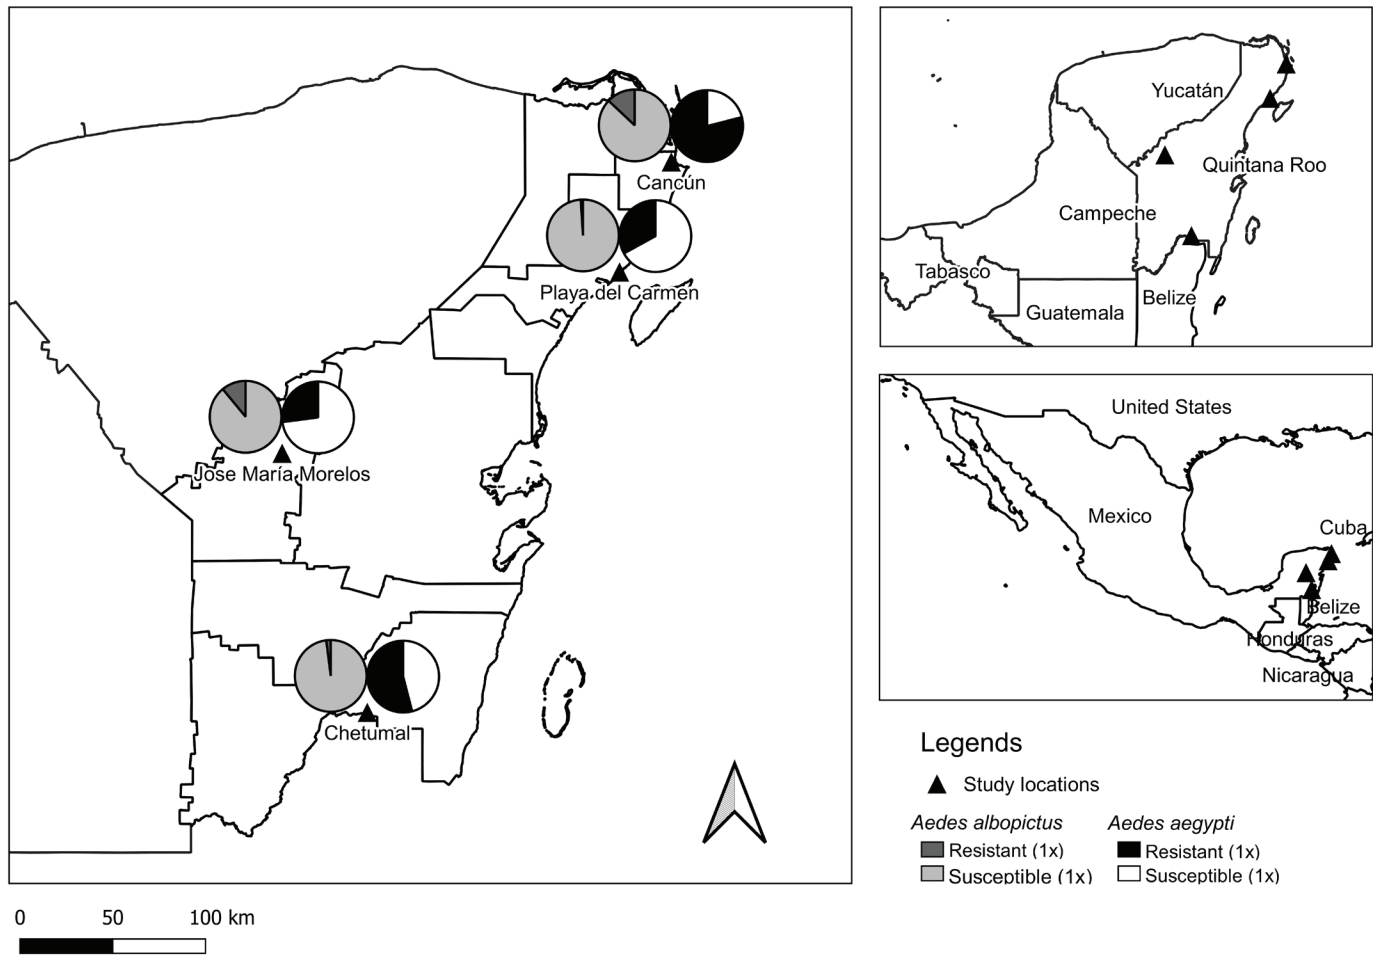 Cancún
Playa del Carmen
Jose María Morelos
Chetumal
0 50 100 km
Yucatán
Quintana Roo
Campeche
Tabasco
Guatemala
Belize
United States
Mexico
Cuba
Belize
Honduras
Nicaragua
Legends
Study locations
Aedes albopictus Aedes aegypti
Resistant (1x) Resistant (1x)
Susceptible (1x) Susceptible (1x)